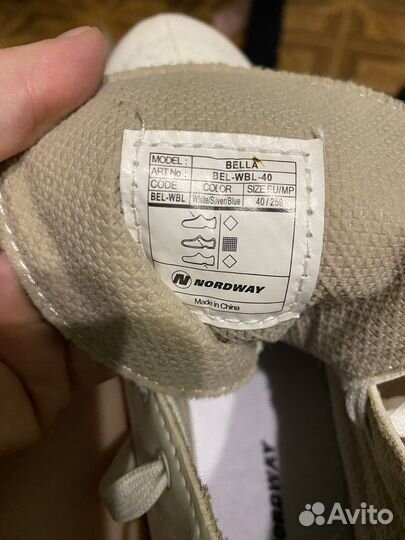 MODEL: BELLA
ART No: BEL-WBL-40
CODE COLOR SIZE EU/MP
BEL-WBL White/Silver/Blue 40/259
NORDWAY
Made in China
NORDWAY
Avito